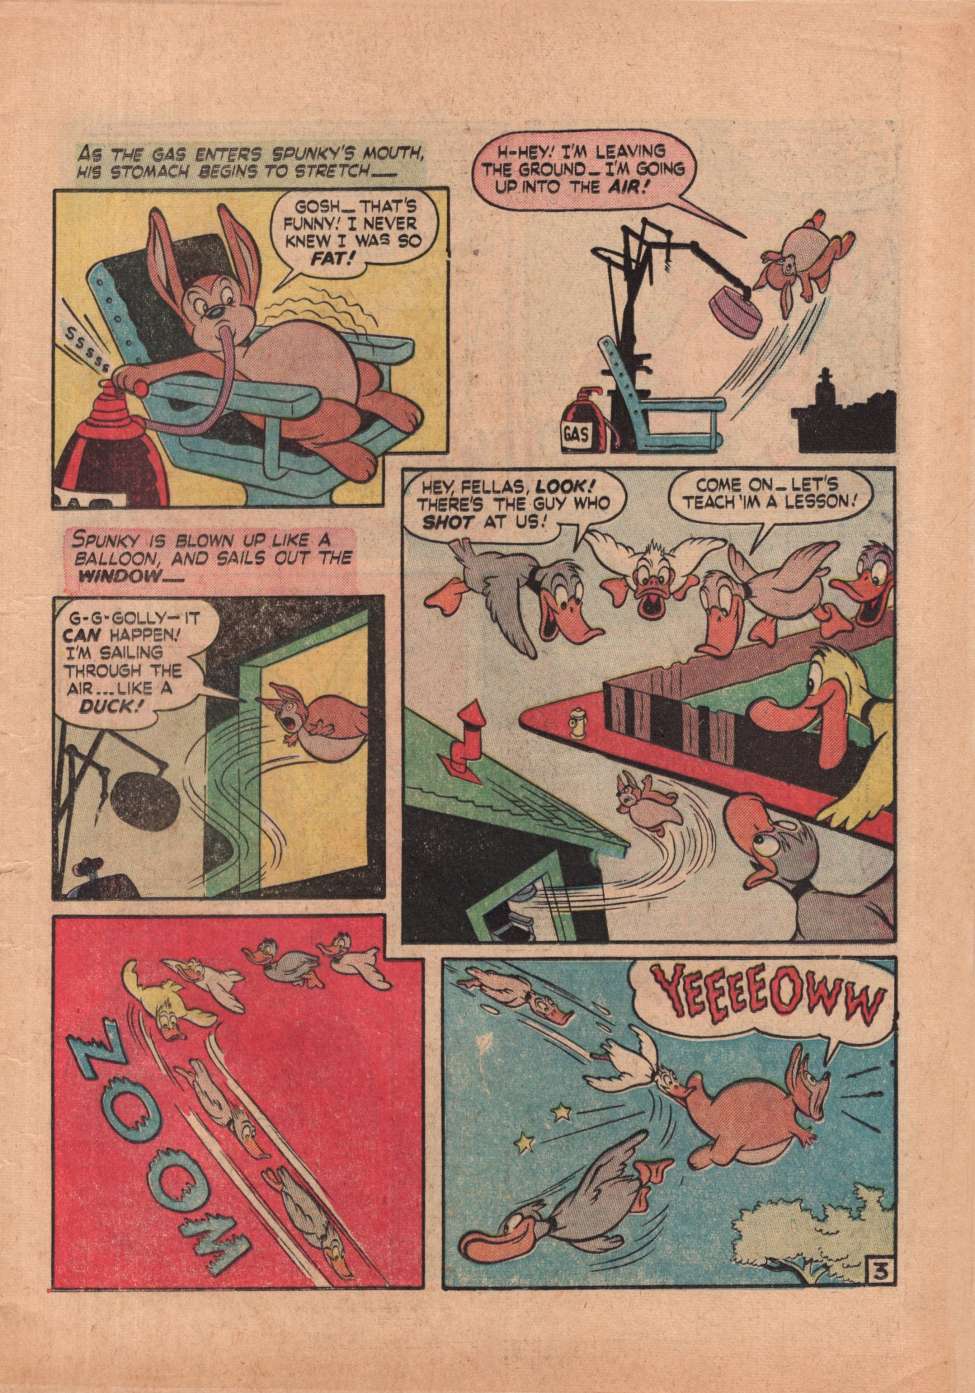 AS THE GAS ENTERS SPUNKY'S MOUTH,
HIS STOMACH BEGINS TO STRETCH—
GOSH—THAT'S
FUNNY! I NEVER
KNEW I WAS SO
FAT!
SSSSS
H-HEY! I'M LEAVING
THE GROUND—I'M GOING
UP INTO THE AIR!
GAS
SPUNKY IS BLOWN UP LIKE A
BALLOON, AND SAILS OUT THE
WINDOW—
G-G-GOLLY—IT
CAN HAPPEN!
I'M SAILING
THROUGH THE
AIR...LIKE A
DUCK!
HEY, FELLAS, LOOK!
THERE'S THE GUY WHO
SHOT AT US!
COME ON—LET'S
TEACH 'IM A LESSON!
ZOOM
YEEEEOWW
3